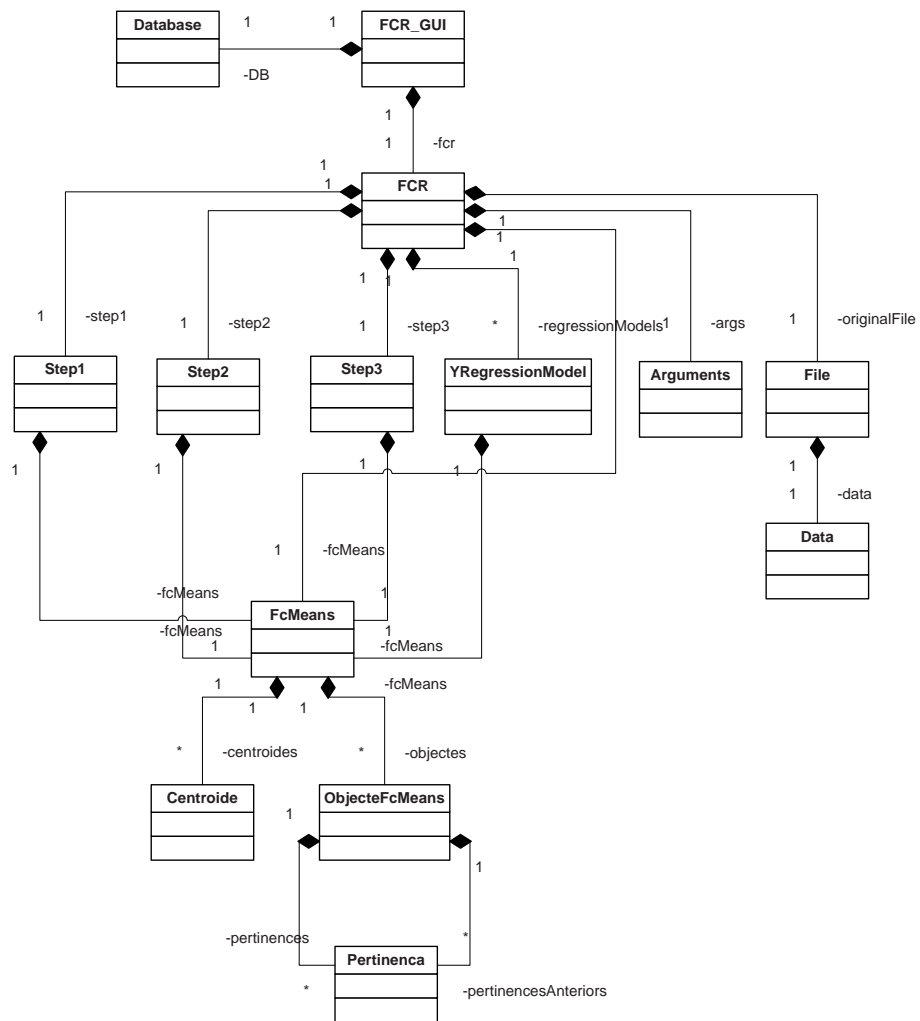 Database 1 1 FCR_GUI
-DB
1
1 -fcr
1
1 FCR
1
1
1 1 1
1 -step1 1 -step2 1 -step3 * -regressionModels 1 -args 1 -originalFile
Step1 Step2 Step3 YRegressionModel Arguments File
1 1 1 1 1
1 -data
Data
1 -fcMeans
-fcMeans 1
FcMeans
-fcMeans 1
1 -fcMeans
1 -fcMeans
1 1
* -centroides * -objectes
Centroide ObjecteFcMeans
1
1
-pertinences *
Pertinenca
* -pertinencesAnteriors